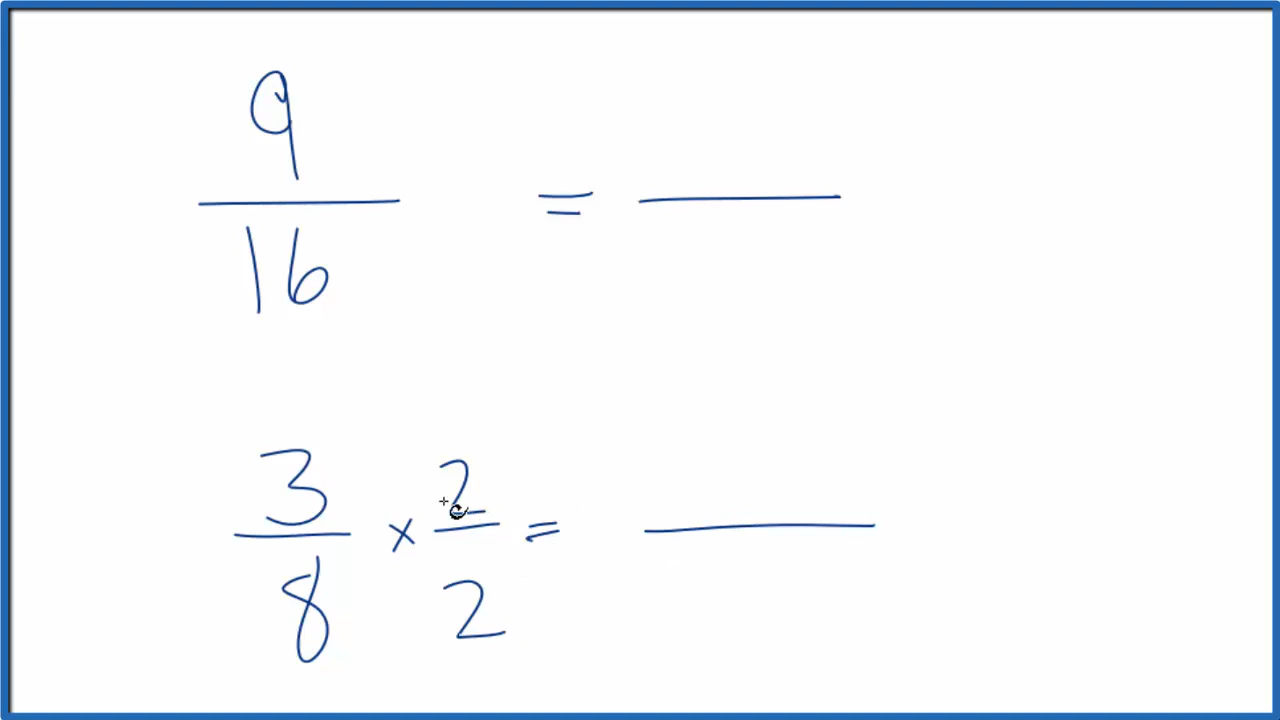 9/16 = ___
3/8 × 2/2 = ___